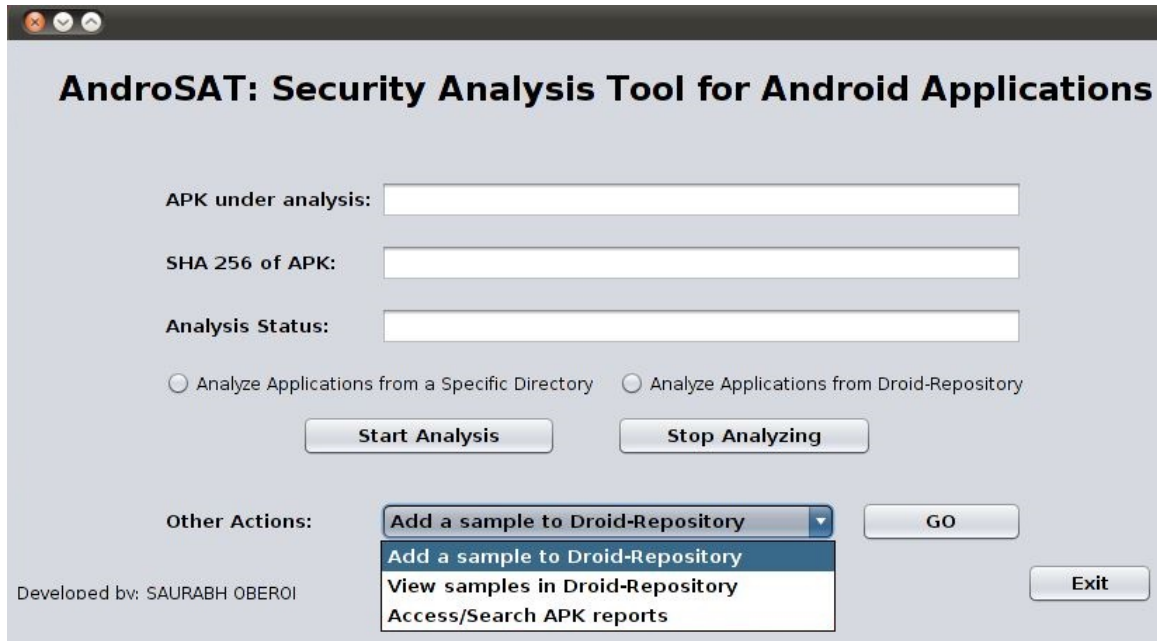 AndroSAT: Security Analysis Tool for Android Applications
APK under analysis:
SHA 256 of APK:
Analysis Status:
Analyze Applications from a Specific Directory Analyze Applications from Droid-Repository
Start Analysis Stop Analyzing
Other Actions: Add a sample to Droid-Repository GO
Add a sample to Droid-Repository
View samples in Droid-Repository
Access/Search APK reports
Developed by: SAURABH OBEROI
Exit